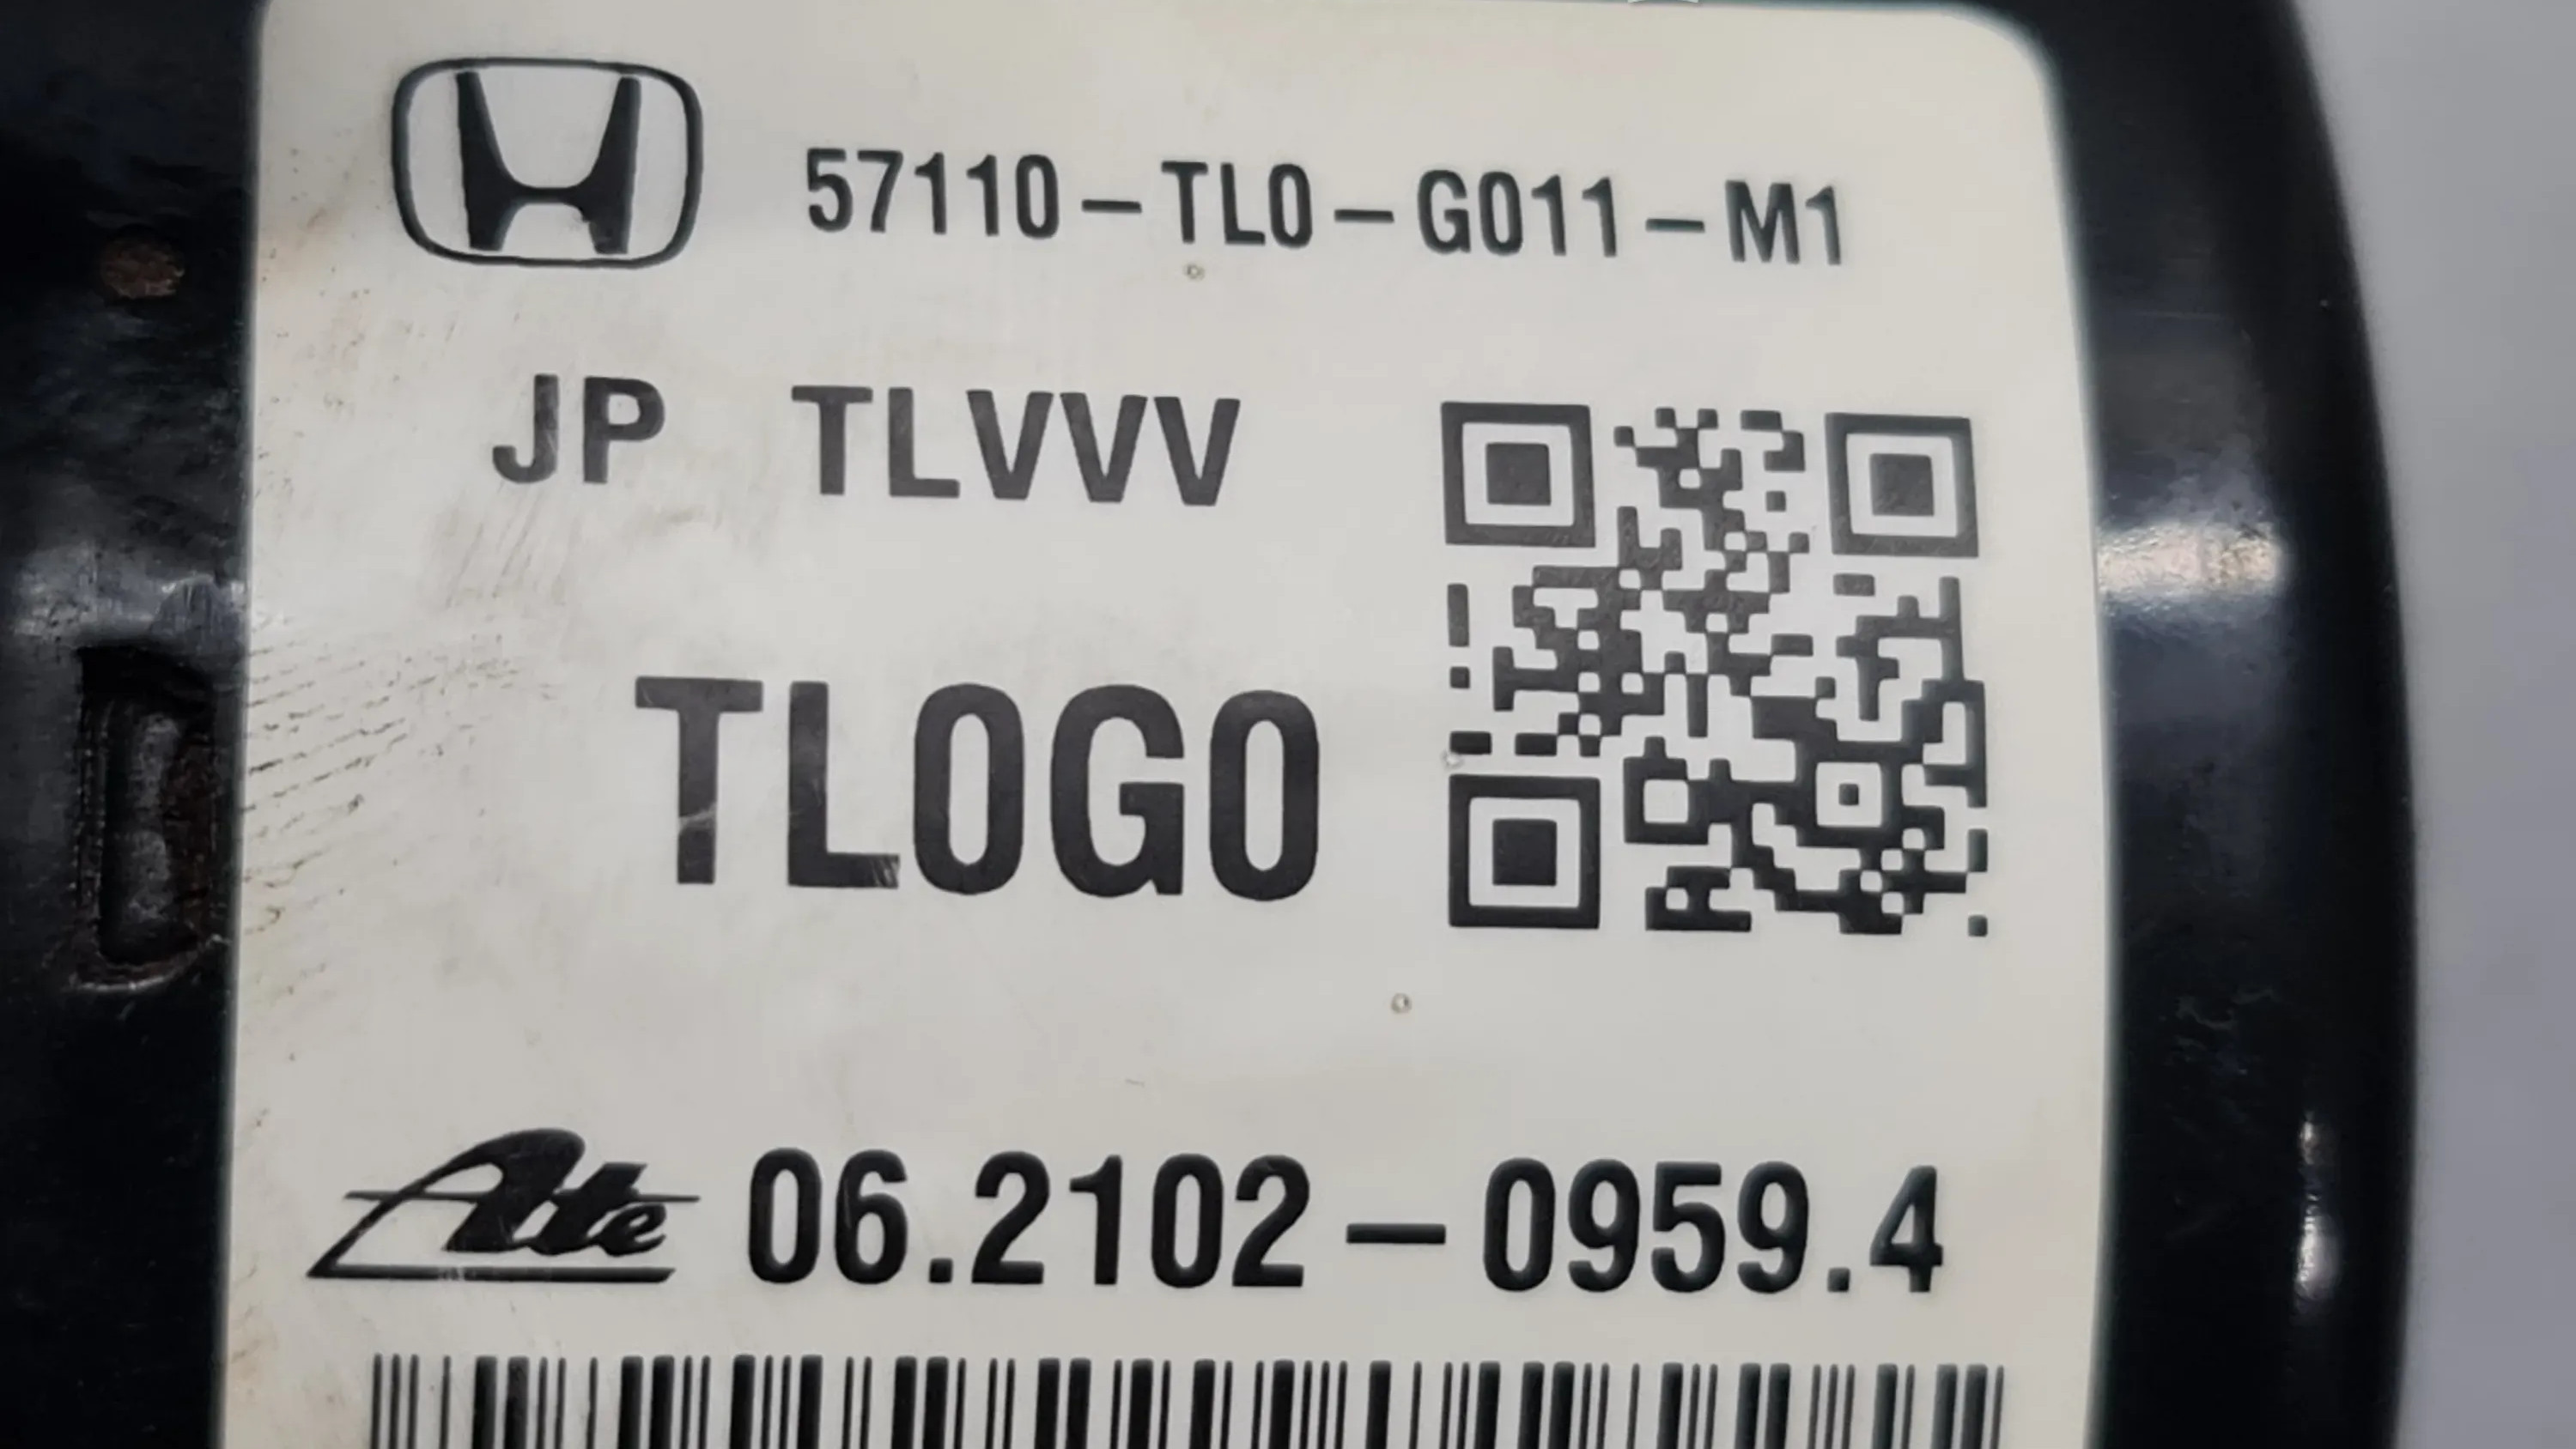 57110-TL0-G011-M1
JP TLVVV
TL0G0
Ate 06.2102-0959.4